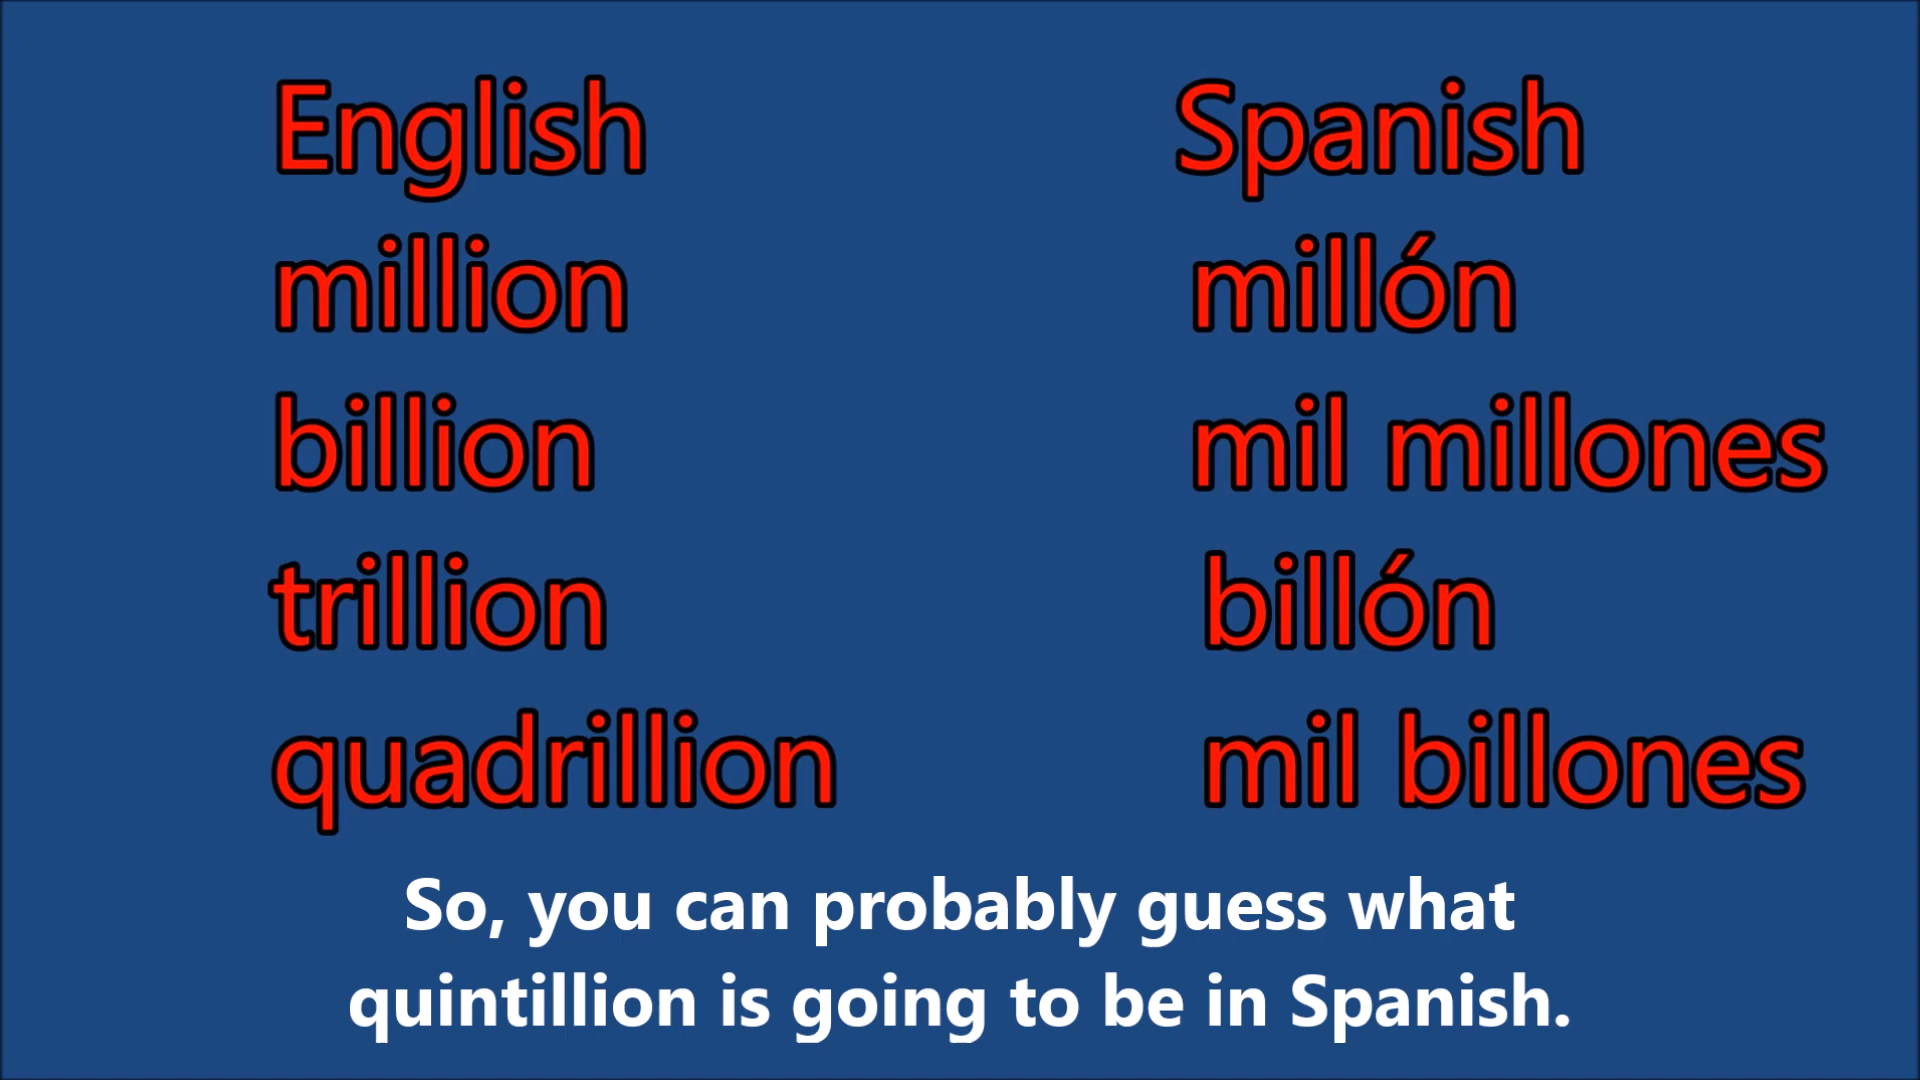 English Spanish
million millón
billion mil millones
trillion billón
quadrillion mil billones
So, you can probably guess what
quintillion is going to be in Spanish.